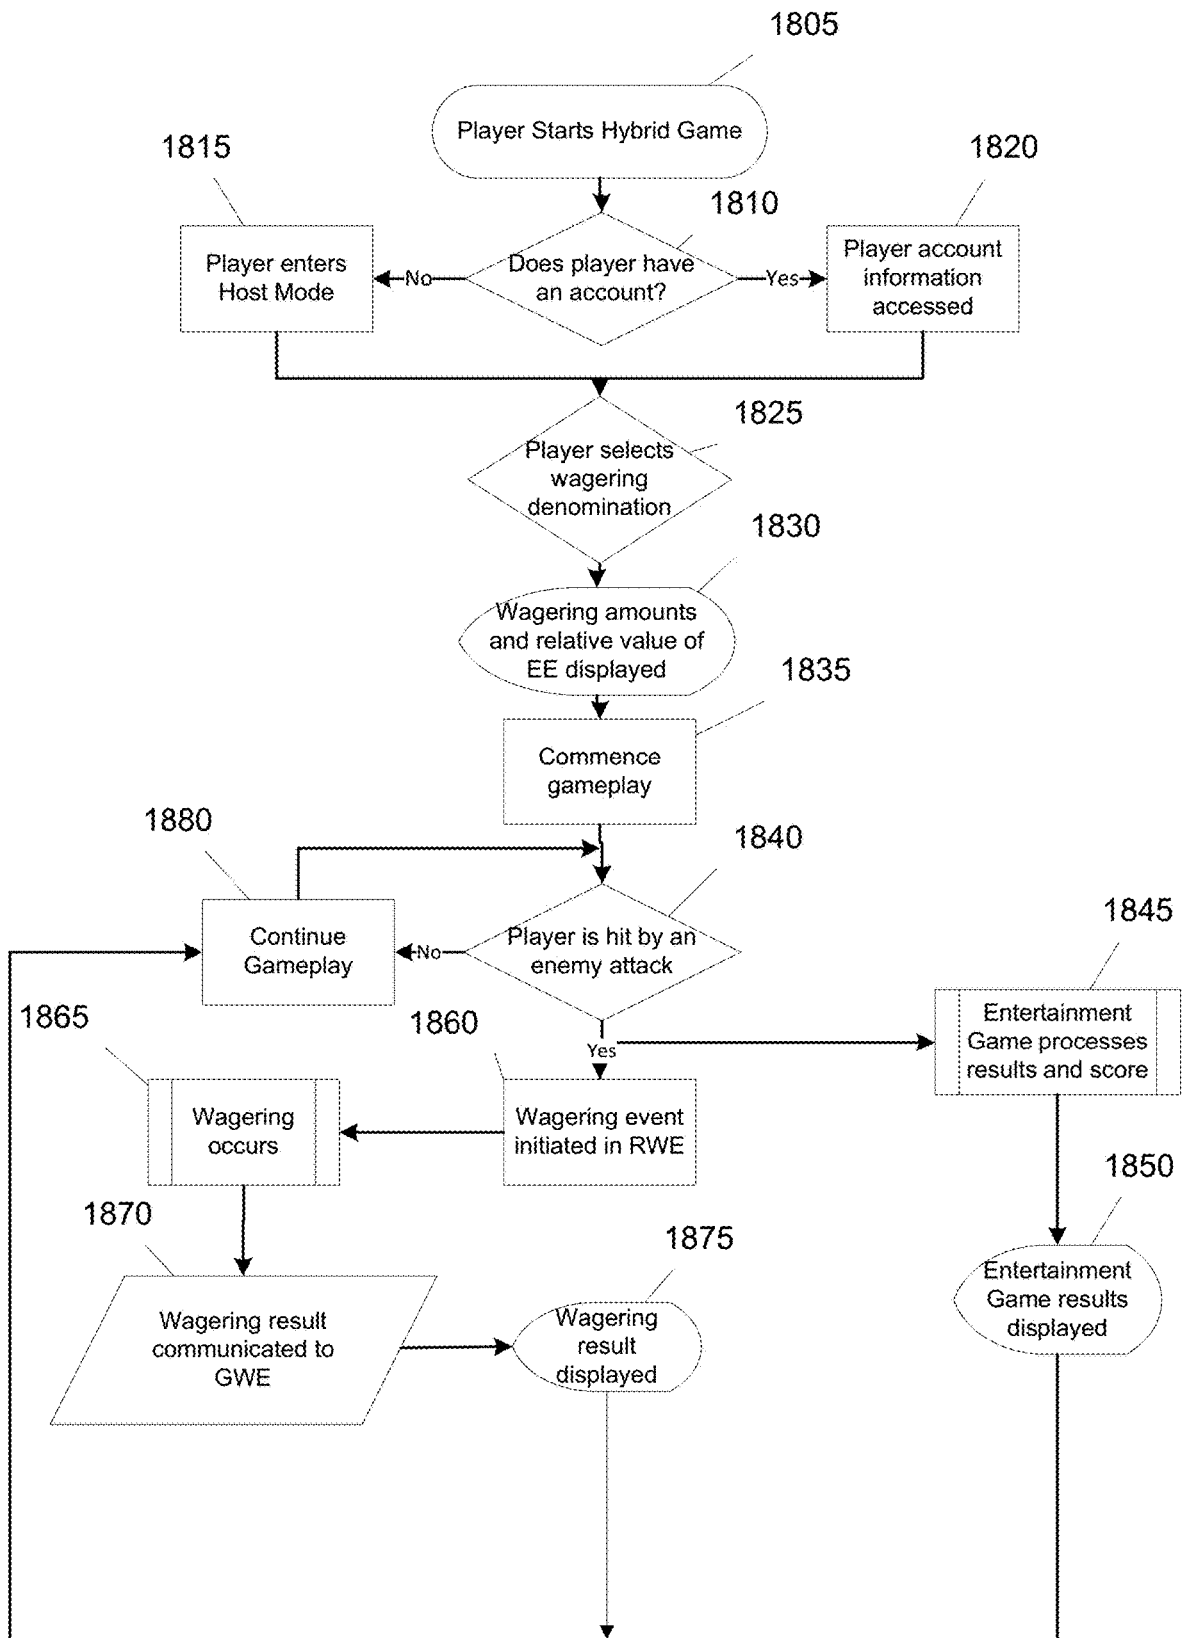 1805
Player Starts Hybrid Game
1815
1820
1810
Player enters
Host Mode
No
Does player have
an account?
Yes
Player account
information
accessed
1825
Player selects
wagering
denomination
1830
Wagering amounts
and relative value of
EE displayed
1835
Commence
gameplay
1880
1840
Continue
Gameplay
No
Player is hit by an
enemy attack
1845
Entertainment
Game processes
results and score
1865
1860
Yes
Wagering
occurs
Wagering event
initiated in RWE
1850
1870
1875
Entertainment
Game results
displayed
Wagering result
communicated to
GWE
Wagering
result
displayed